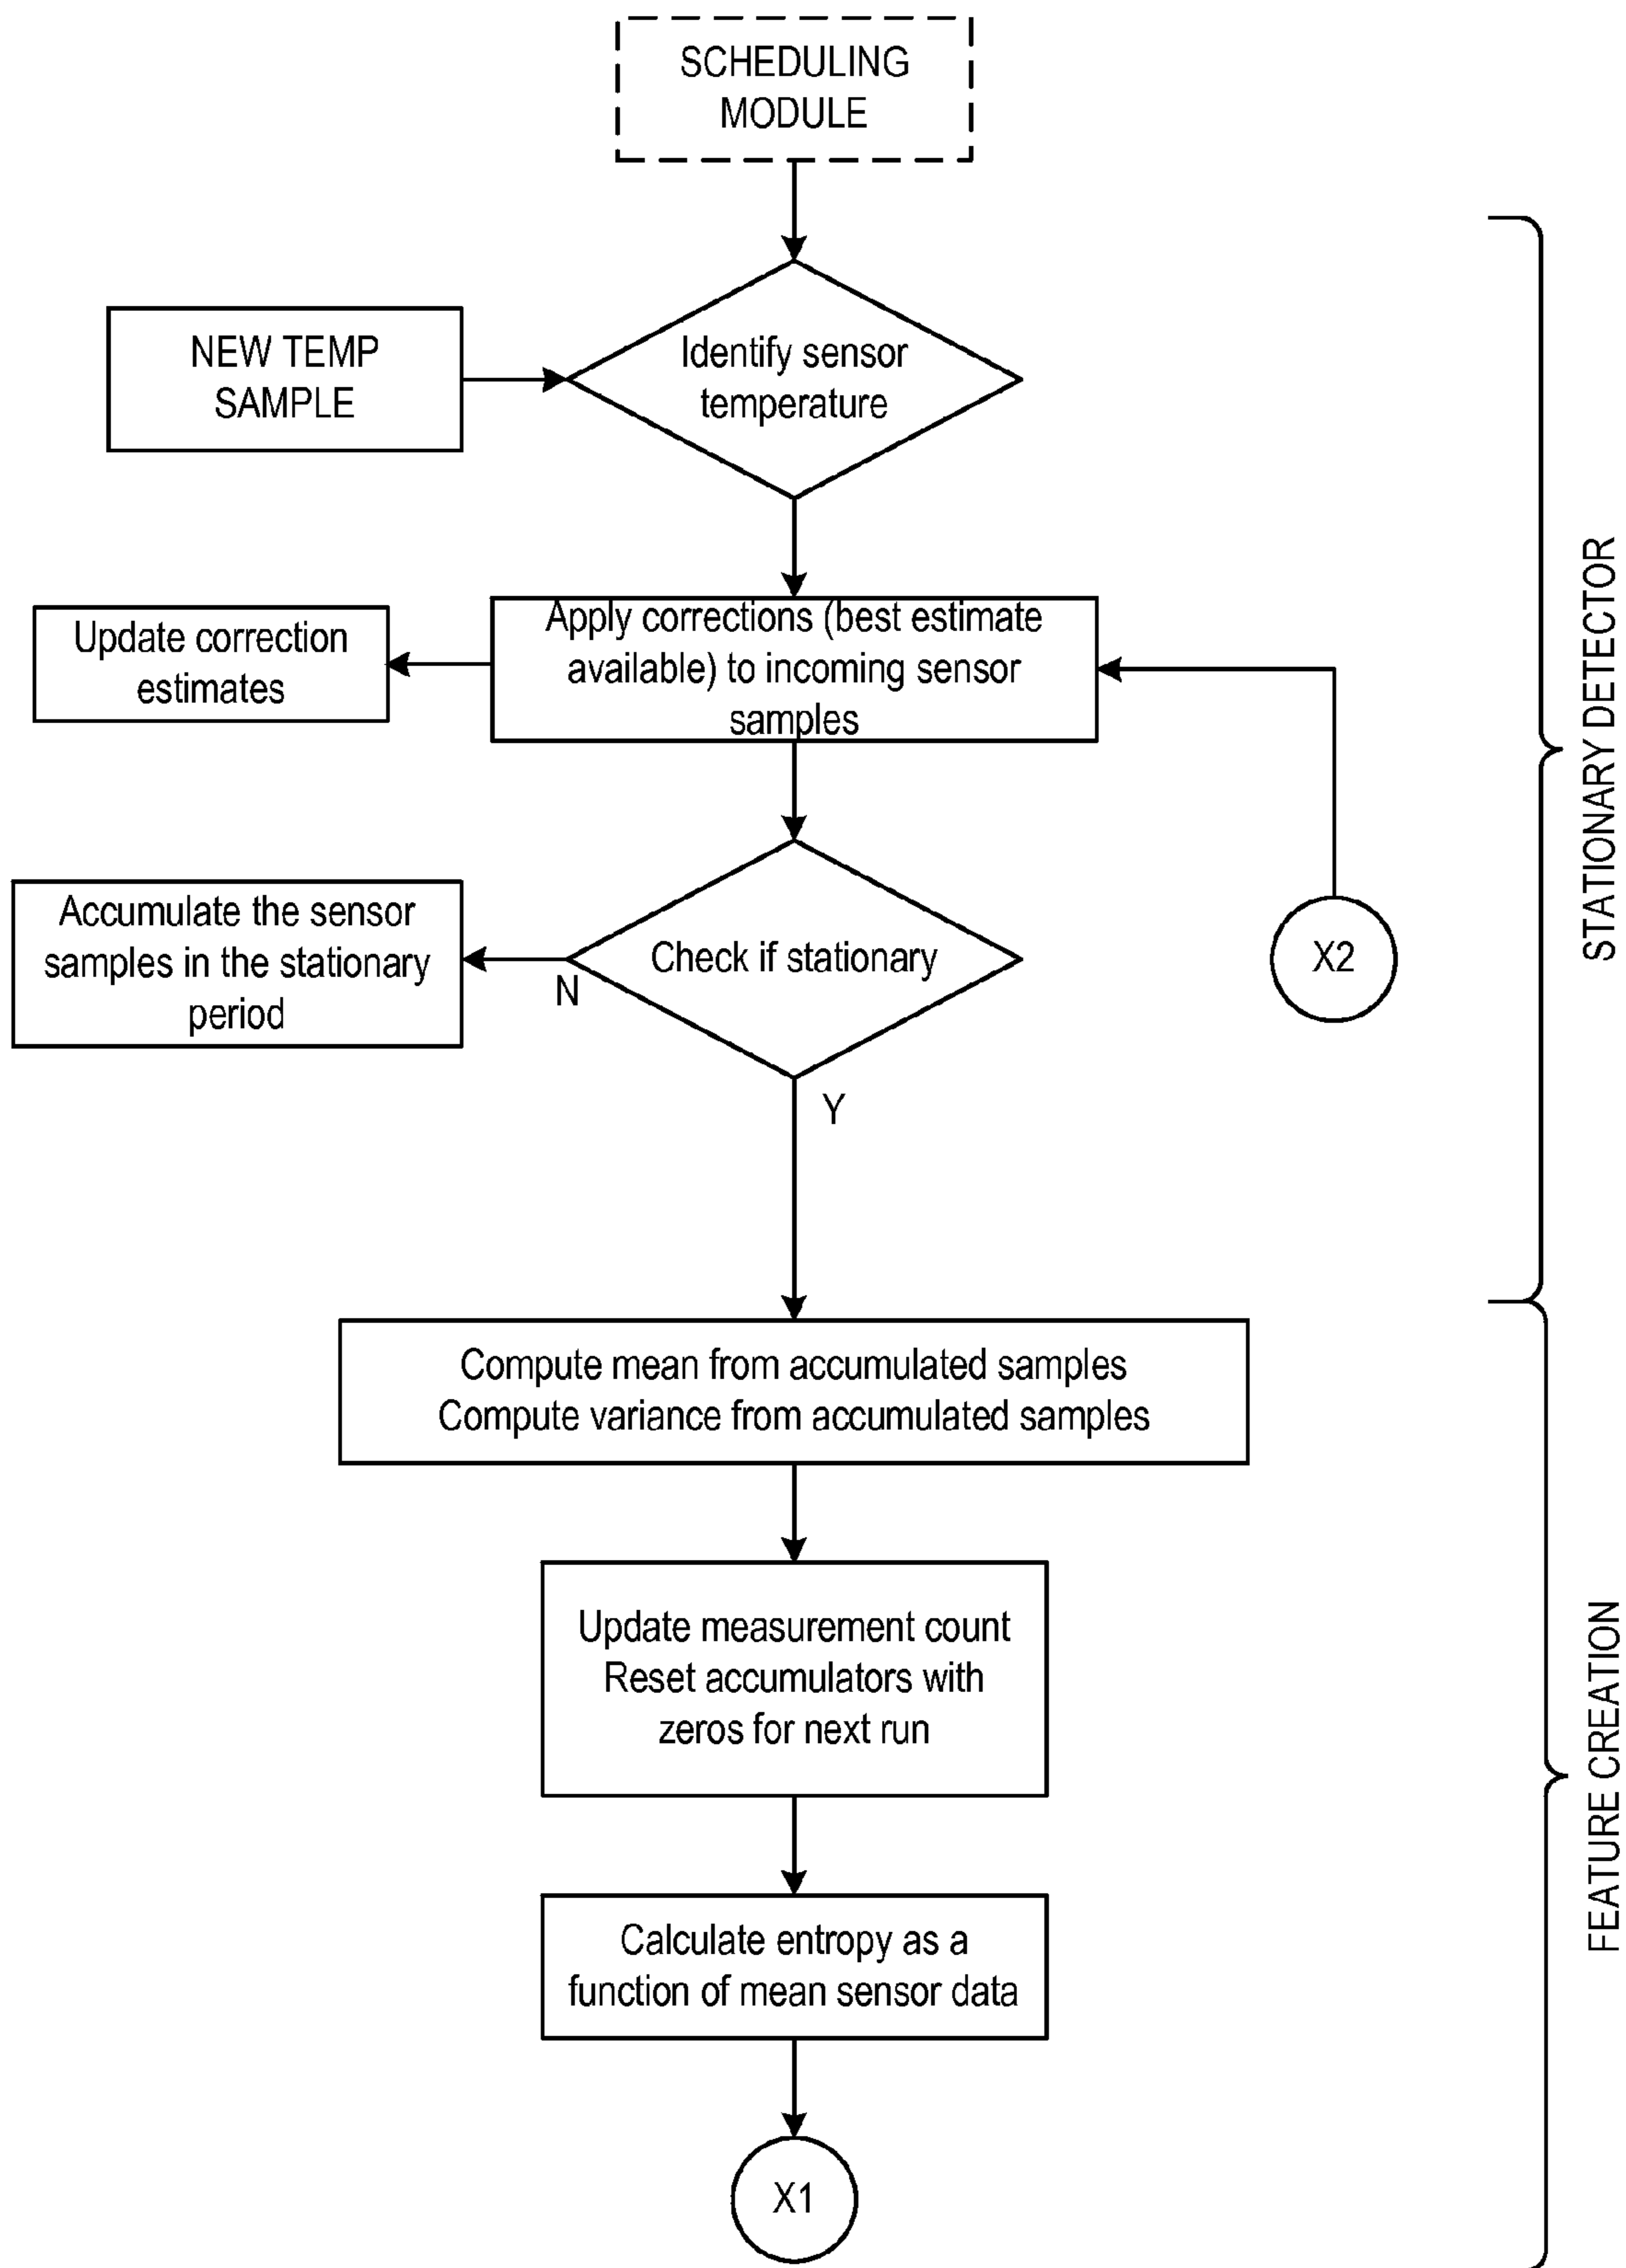 SCHEDULING
MODULE
NEW TEMP
SAMPLE
Identify sensor
temperature
Update correction
estimates
Apply corrections (best estimate
available) to incoming sensor
samples
Accumulate the sensor
samples in the stationary
period
N
Check if stationary
Y
X2
STATIONARY DETECTOR
Compute mean from accumulated samples
Compute variance from accumulated samples
Update measurement count
Reset accumulators with
zeros for next run
Calculate entropy as a
function of mean sensor data
X1
FEATURE CREATION